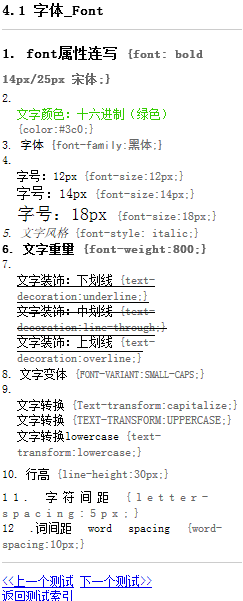 4.1 字体_Font
1. font属性连写 {font: bold
14px/25px 宋体;}
2.
文字颜色：十六进制（绿色）
{color:#3c0;}
3. 字体 {font-family:黑体;}
4.
字号：12px {font-size:12px;}
字号：14px {font-size:14px;}
字号：18px {font-size:18px;}
5. 文字风格 {font-style: italic;}
6. 文字重量 {font-weight:800;}
7.
文字装饰：下划线 {text-
decoration:underline;}
文字装饰：中划线 {text-
decoration:line-through;}
文字装饰：上划线 {text-
decoration:overline;}
8. 文字变体 {FONT-VARIANT:SMALL-CAPS;}
9.
文字转换 {Text-transform:capitalize;}
文字转换 {TEXT-TRANSFORM:UPPERCASE;}
文字转换lowercase {text-
transform:lowercase;}
10. 行高 {line-height:30px;}
11. 字符间距 {letter-
spacing:5px;}
12 .词间距 word spacing {word-
spacing:10px;}
<<上一个测试 下一个测试>>
返回测试索引